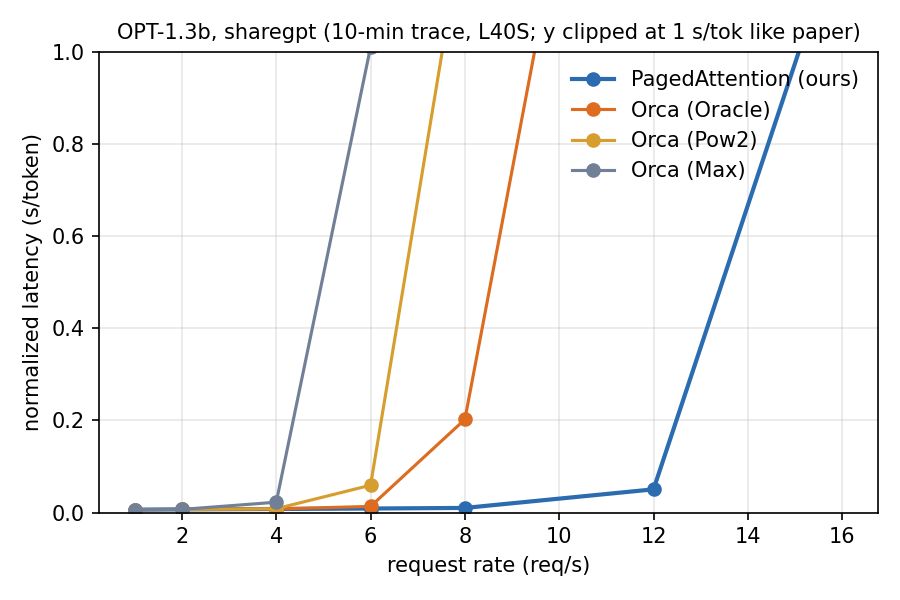 OPT-1.3b, sharegpt (10-min trace, L40S; y clipped at 1 s/tok like paper)
normalized latency (s/token)
1.0
0.8
0.6
0.4
0.2
0.0
PagedAttention (ours)
Orca (Oracle)
Orca (Pow2)
Orca (Max)
2 4 6 8 10 12 14 16
request rate (req/s)